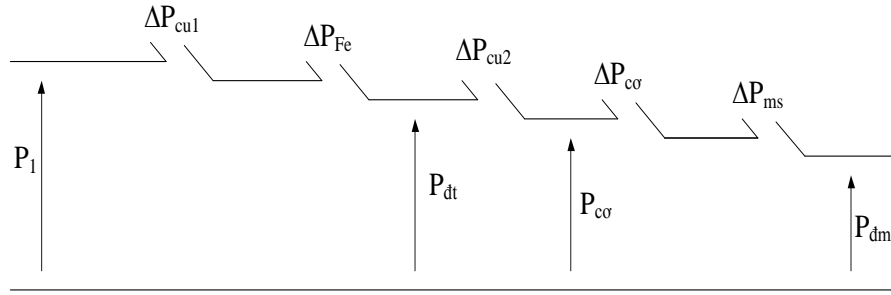 ΔPcu1
ΔPFe
ΔPcu2
ΔPcơ
ΔPms
P1
Pđt
Pcơ
Pđm